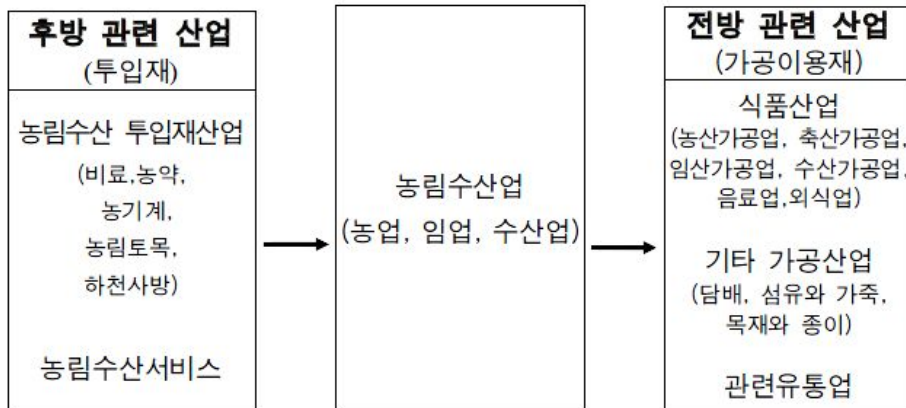 후방 관련 산업
(투입재)
농림수산 투입재산업
(비료,농약,
농기계,
농림토목,
하천사방)
농림수산서비스
농림수산업
(농업, 임업, 수산업)
전방 관련 산업
(가공이용재)
식품산업
(농산가공업, 축산가공업,
임산가공업, 수산가공업,
음료업,외식업)
기타 가공산업
(담배, 섬유와 가죽,
목재와 종이)
관련유통업